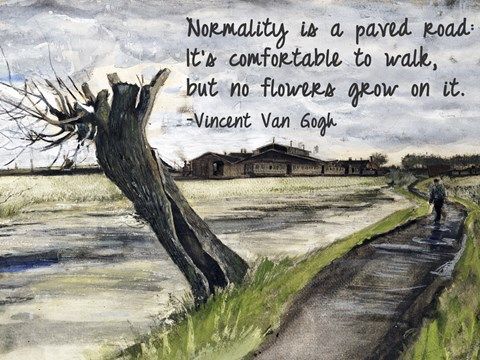 Normality is a paved road:
It's comfortable to walk,
but no flowers grow on it.
-Vincent Van Gogh